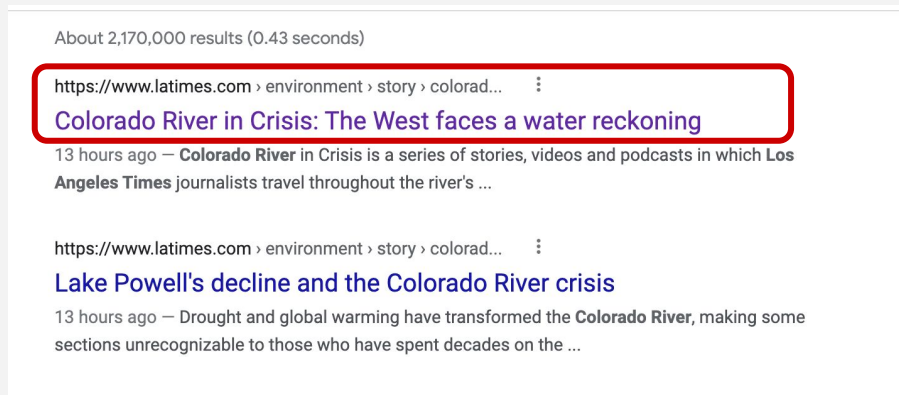 About 2,170,000 results (0.43 seconds)
https://www.latimes.com › environment › story › colorad...
Colorado River in Crisis: The West faces a water reckoning
13 hours ago — Colorado River in Crisis is a series of stories, videos and podcasts in which Los
Angeles Times journalists travel throughout the river's ...
https://www.latimes.com › environment › story › colorad...
Lake Powell's decline and the Colorado River crisis
13 hours ago — Drought and global warming have transformed the Colorado River, making some
sections unrecognizable to those who have spent decades on the ...